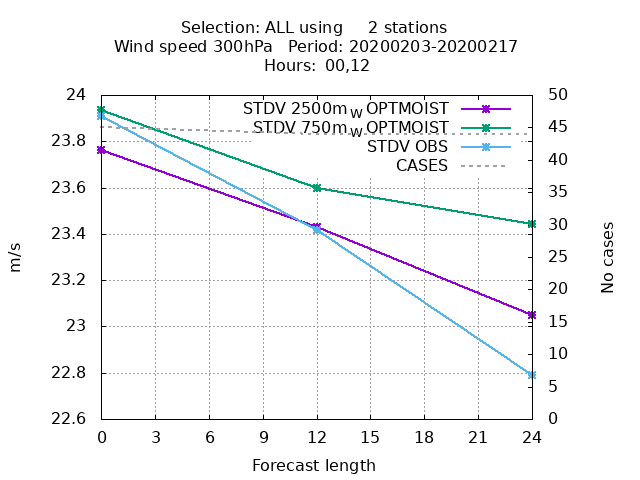 Selection: ALL using     2 stations
Wind speed 300hPa   Period: 20200203-20200217
Hours: 00,12
24
23.8
23.6
23.4
23.2
23
22.8
22.6
m/s
STDV 2500m_W OPTMOIST
STDV 750m_W OPTMOIST
STDV OBS
CASES
50
45
40
35
30
25
20
15
10
5
0
No cases
0 3 6 9 12 15 18 21 24
Forecast length